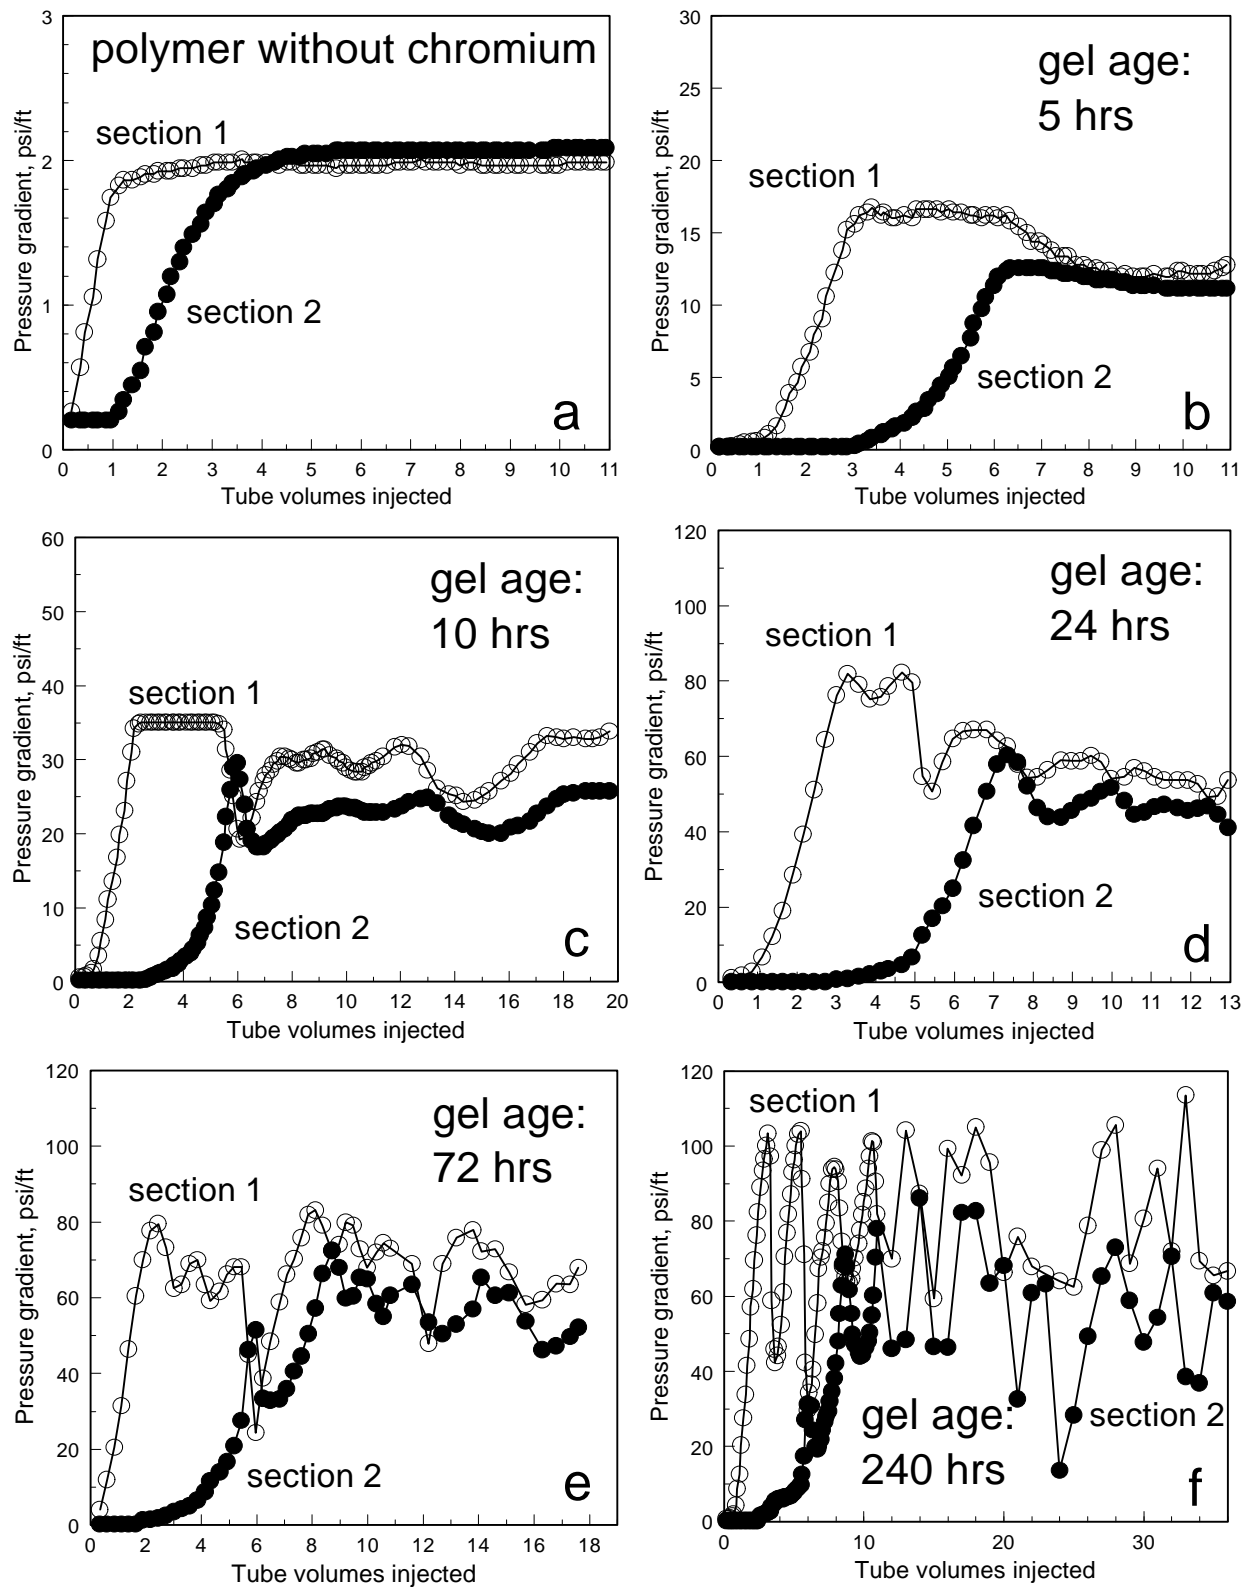 3
2
1
0
Pressure gradient, psi/ft
polymer without chromium
section 1
section 2
a
0 1 2 3 4 5 6 7 8 9 10 11
Tube volumes injected
30
25
20
15
10
5
0
Pressure gradient, psi/ft
gel age:
5 hrs
section 1
section 2
b
0 1 2 3 4 5 6 7 8 9 10 11
Tube volumes injected
60
50
40
30
20
10
0
Pressure gradient, psi/ft
gel age:
10 hrs
section 1
section 2
c
0 2 4 6 8 10 12 14 16 18 20
Tube volumes injected
120
100
80
60
40
20
0
Pressure gradient, psi/ft
gel age:
24 hrs
section 1
section 2
d
0 1 2 3 4 5 6 7 8 9 10 11 12 13
Tube volumes injected
120
100
80
60
40
20
0
Pressure gradient, psi/ft
gel age:
72 hrs
section 1
section 2
e
0 2 4 6 8 10 12 14 16 18
Tube volumes injected
120
100
80
60
40
20
0
Pressure gradient, psi/ft
section 1
gel age:
240 hrs
section 2
f
0 10 20 30
Tube volumes injected